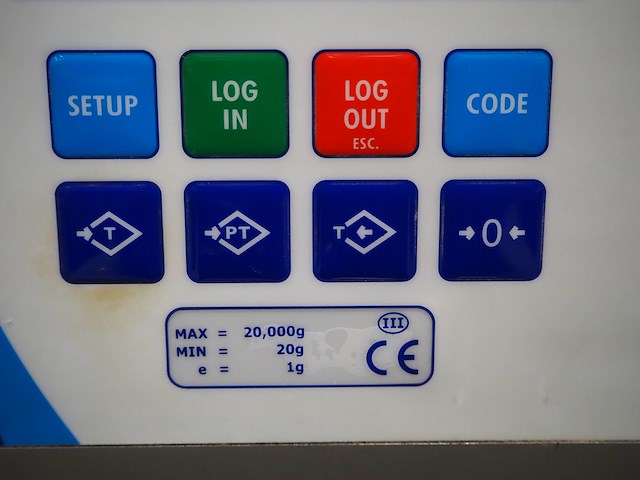 SETUP
LOG
IN
LOG
OUT
ESC.
CODE
T
PT
T
0
MAX = 20,000g
MIN = 20g
e = 1g
III
CE